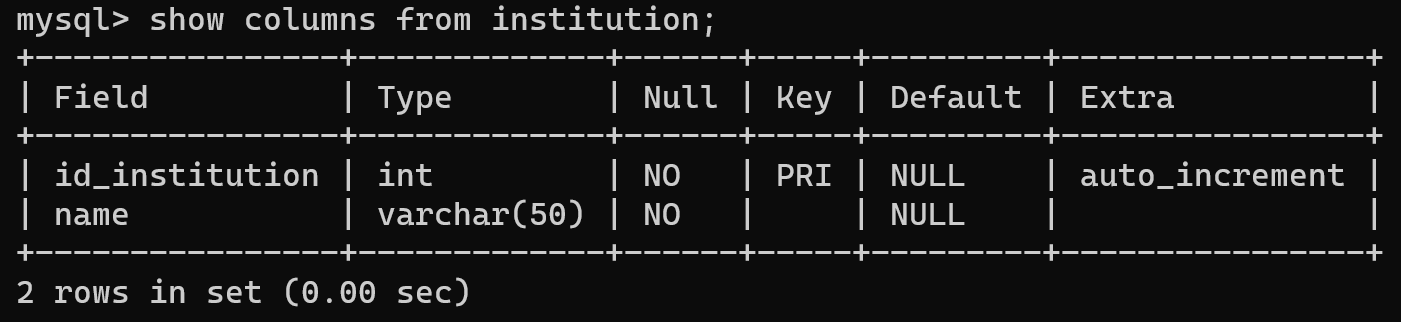 mysql> show columns from institution;
+----------------+-------------+------+-----+---------+----------------+
| Field          | Type        | Null | Key | Default | Extra          |
+----------------+-------------+------+-----+---------+----------------+
| id_institution | int         | NO   | PRI | NULL    | auto_increment |
| name           | varchar(50) | NO   |     | NULL    |                |
+----------------+-------------+------+-----+---------+----------------+
2 rows in set (0.00 sec)